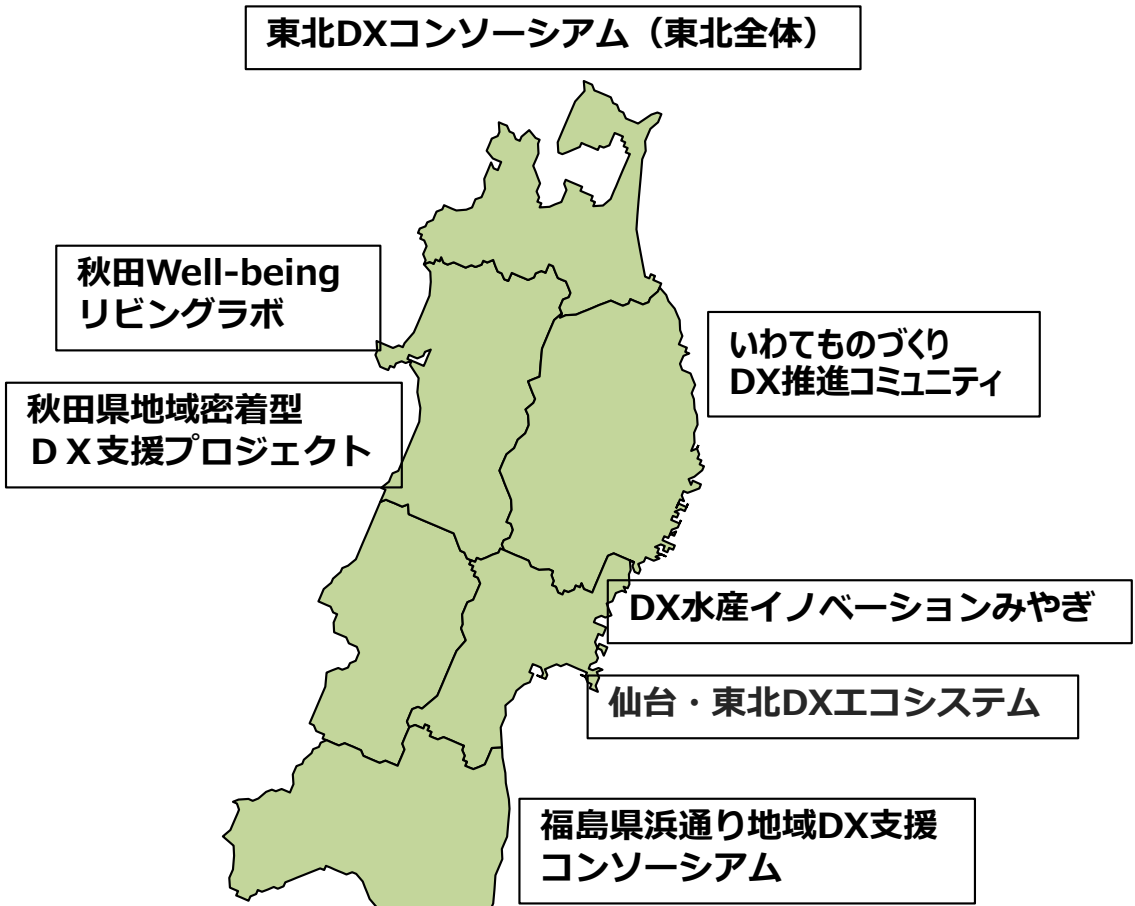 東北DXコンソーシアム（東北全体）
秋田Well-being
リビングラボ
いわてものづくり
DX推進コミュニティ
秋田県地域密着型
ＤＸ支援プロジェクト
DX水産イノベーションみやぎ
仙台・東北DXエコシステム
福島県浜通り地域DX支援
コンソーシアム